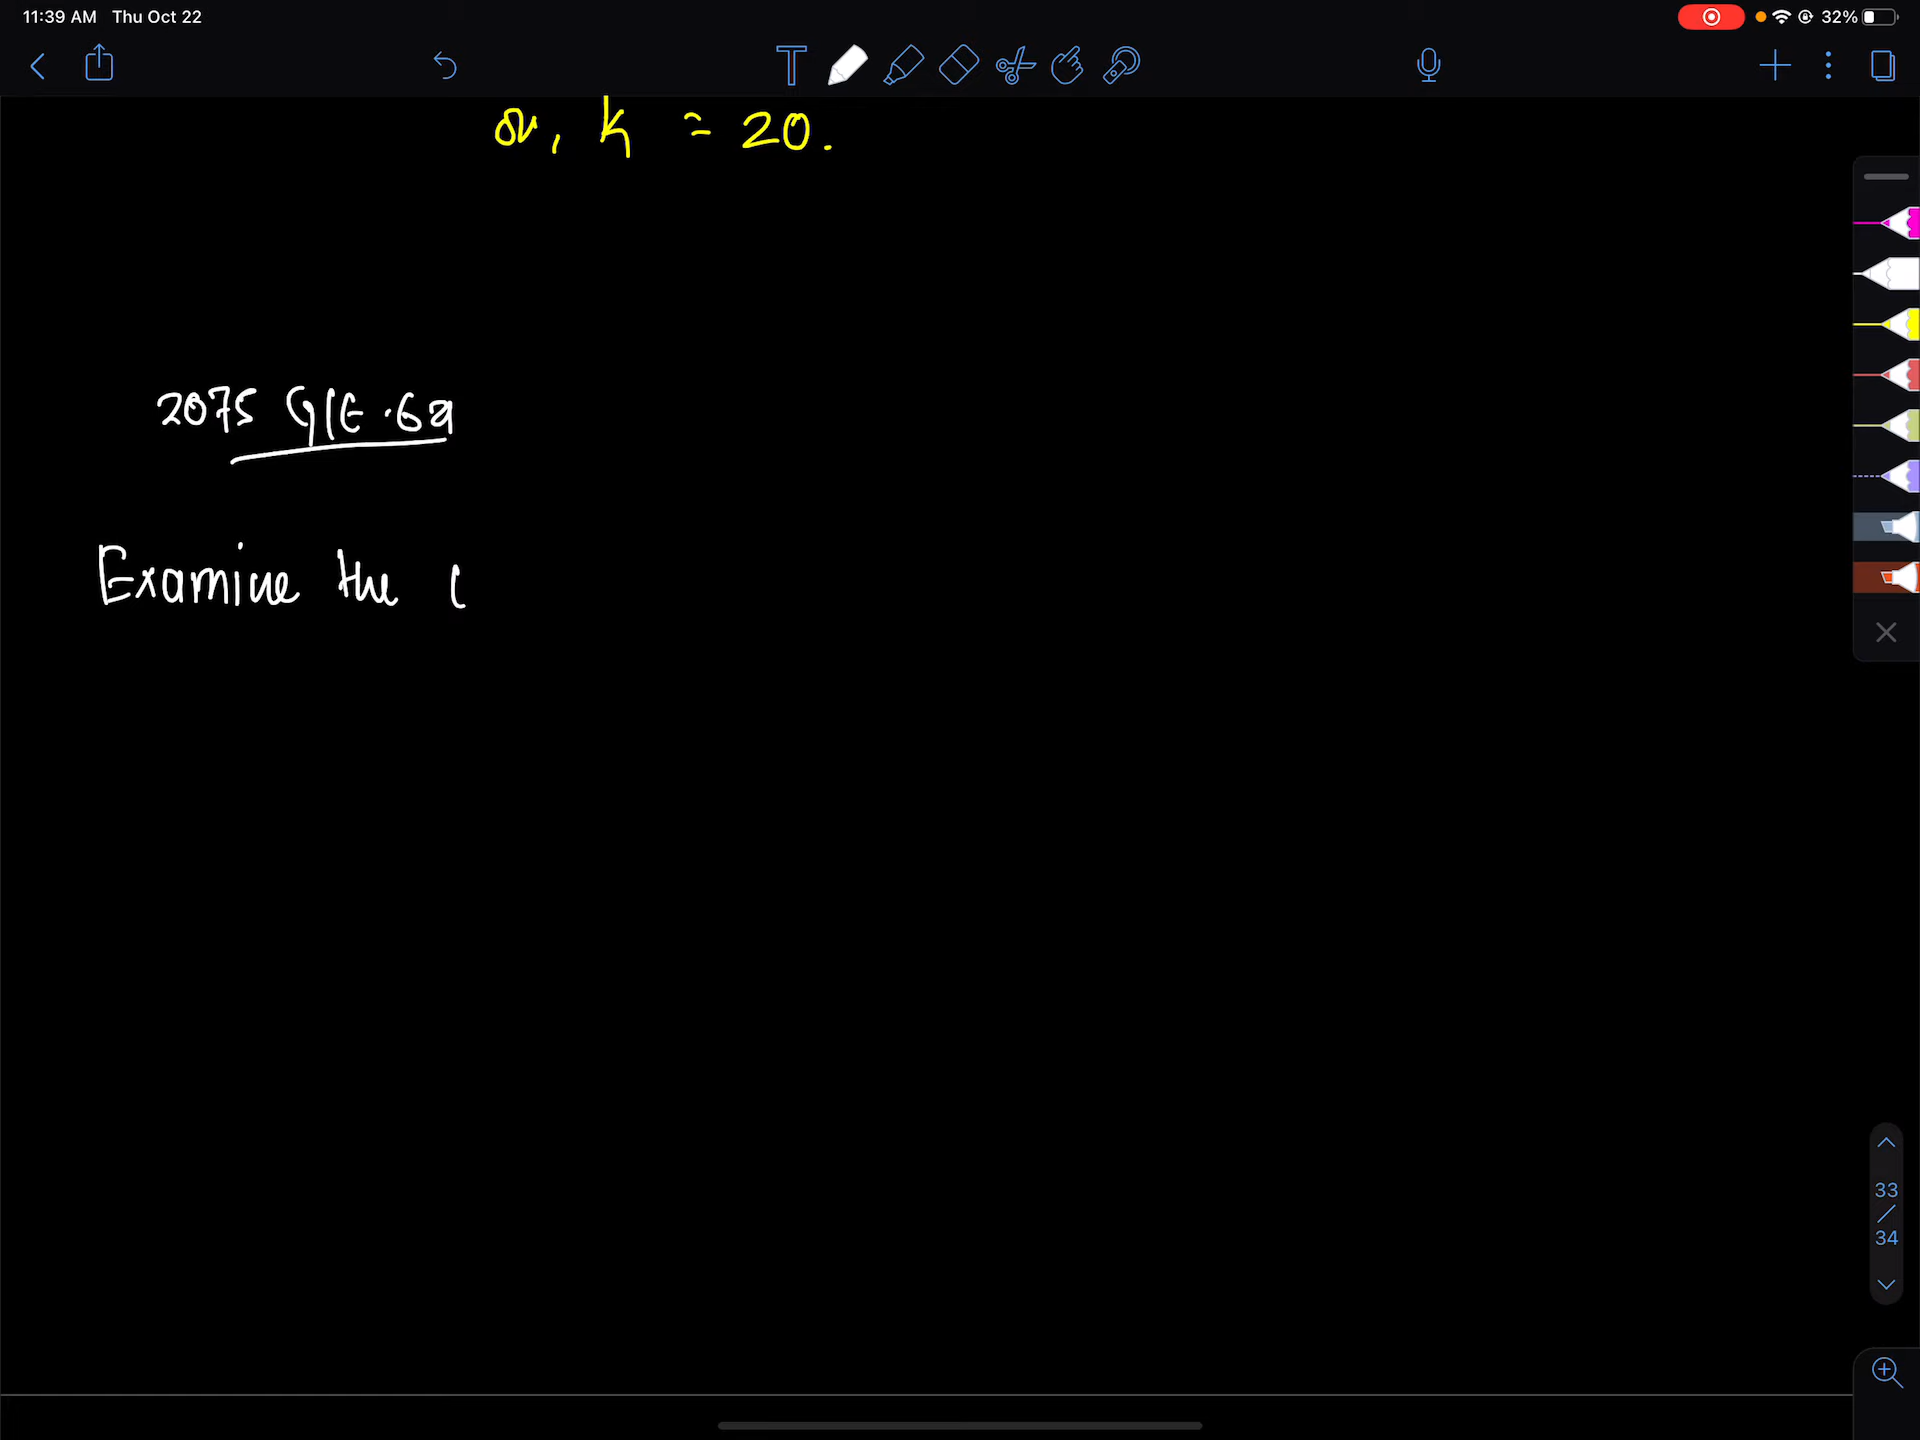 11:39 AM Thu Oct 22
32%
or, k = 20.
2075 GIE .6a
Examine the
33
/
34